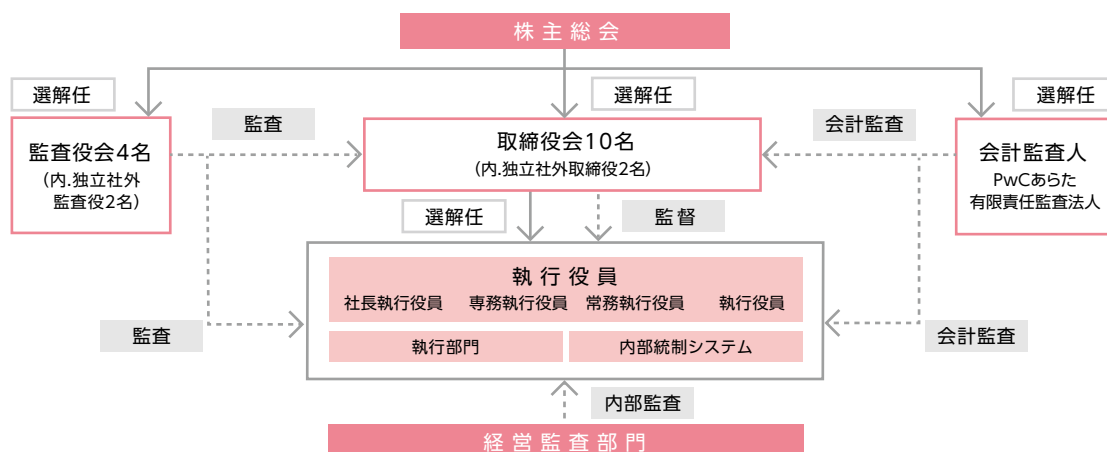 株主総会
選解任
選解任
選解任
監査役会4名
(内.独立社外
監査役2名)
監査
取締役会10名
(内.独立社外取締役2名)
会計監査
会計監査人
PwCあらた
有限責任監査法人
選解任
監督
執行役員
社長執行役員 専務執行役員 常務執行役員 執行役員
執行部門
内部統制システム
監査
会計監査
内部監査
経営監査部門